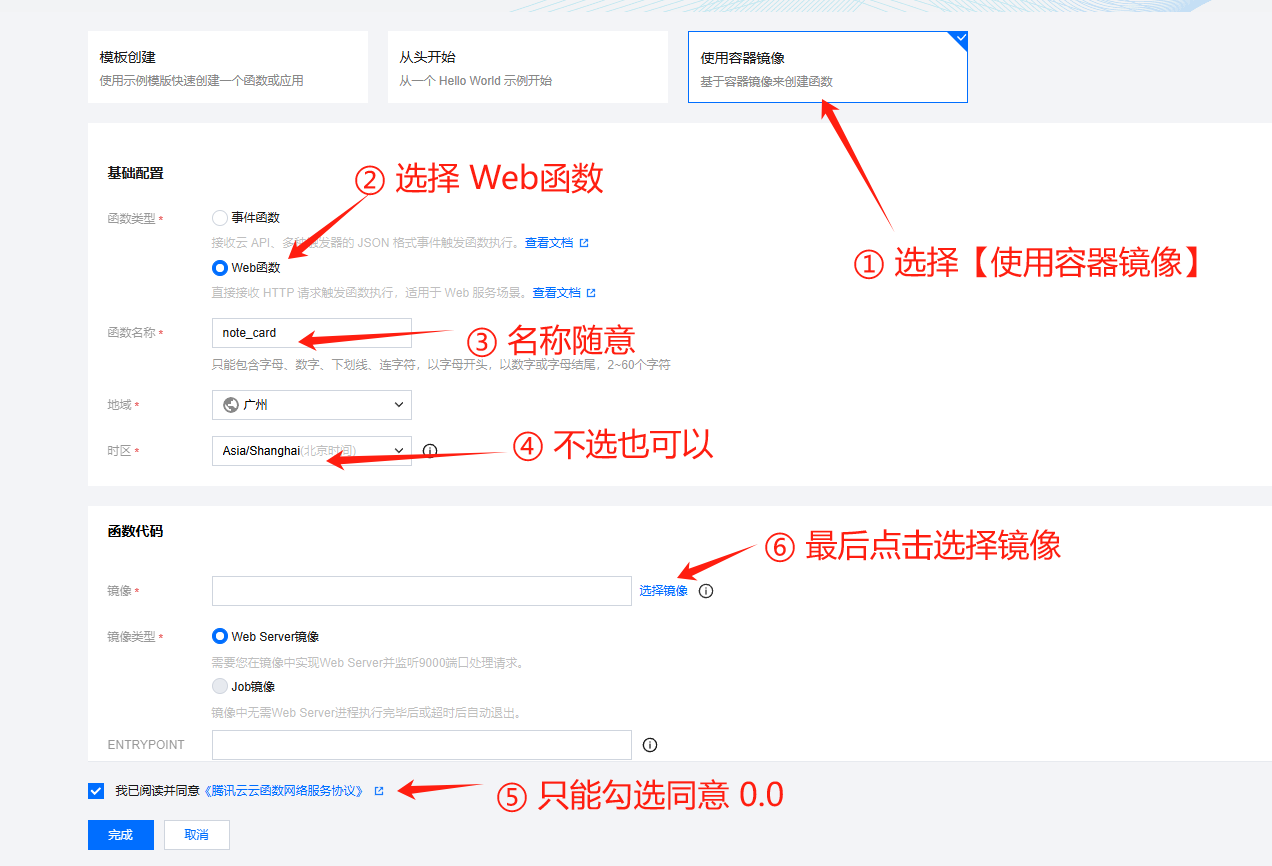 模板创建
使用示例模版快速创建一个函数或应用
从头开始
从一个 Hello World 示例开始
使用容器镜像
基于容器镜像来创建函数
① 选择【使用容器镜像】
基础配置
② 选择 Web函数
函数类型 *
事件函数
接收云 API、多种触发器的 JSON 格式事件触发函数执行。查看文档
Web函数
直接接收 HTTP 请求触发函数执行，适用于 Web 服务场景。查看文档
函数名称 *
note_card
③ 名称随意
只能包含字母、数字、下划线、连字符，以字母开头，以数字或字母结尾，2~60个字符
地域 *
广州
时区 *
Asia/Shanghai(北京时间)
④ 不选也可以
函数代码
⑥ 最后点击选择镜像
镜像 *
选择镜像
镜像类型 *
Web Server镜像
需要您在镜像中实现Web Server并监听9000端口处理请求。
Job镜像
镜像中无需Web Server进程执行完毕后或超时后自动退出。
ENTRYPOINT
我已阅读并同意《腾讯云云函数网络服务协议》
⑤ 只能勾选同意 0.0
完成
取消